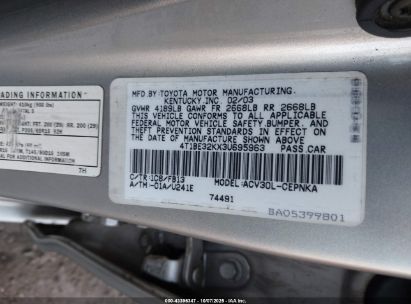 MFD. BY TOYOTA MOTOR MANUFACTURING.
KENTUCKY.INC. 02/03
GVWR 4189LB GAWR FR 2668LB RR 2668LB
THIS VEHICLE CONFORMS TO ALL APPLICABLE
FEDERAL MOTOR VEHICLE SAFETY,BUMPER, AND
THEFT PREVENTION STANDARDS IN EFFECT ON
THE DATE OF MANUFACTURE SHOWN ABOVE.
4T1BE32KX3U695963 PASS.CAR
C/TR:1C8/FB13
MODEL:ACV30L-CEPNKA
A/TM:-01A/U241E
74491
BA05399801
ADING INFORMATION
7H